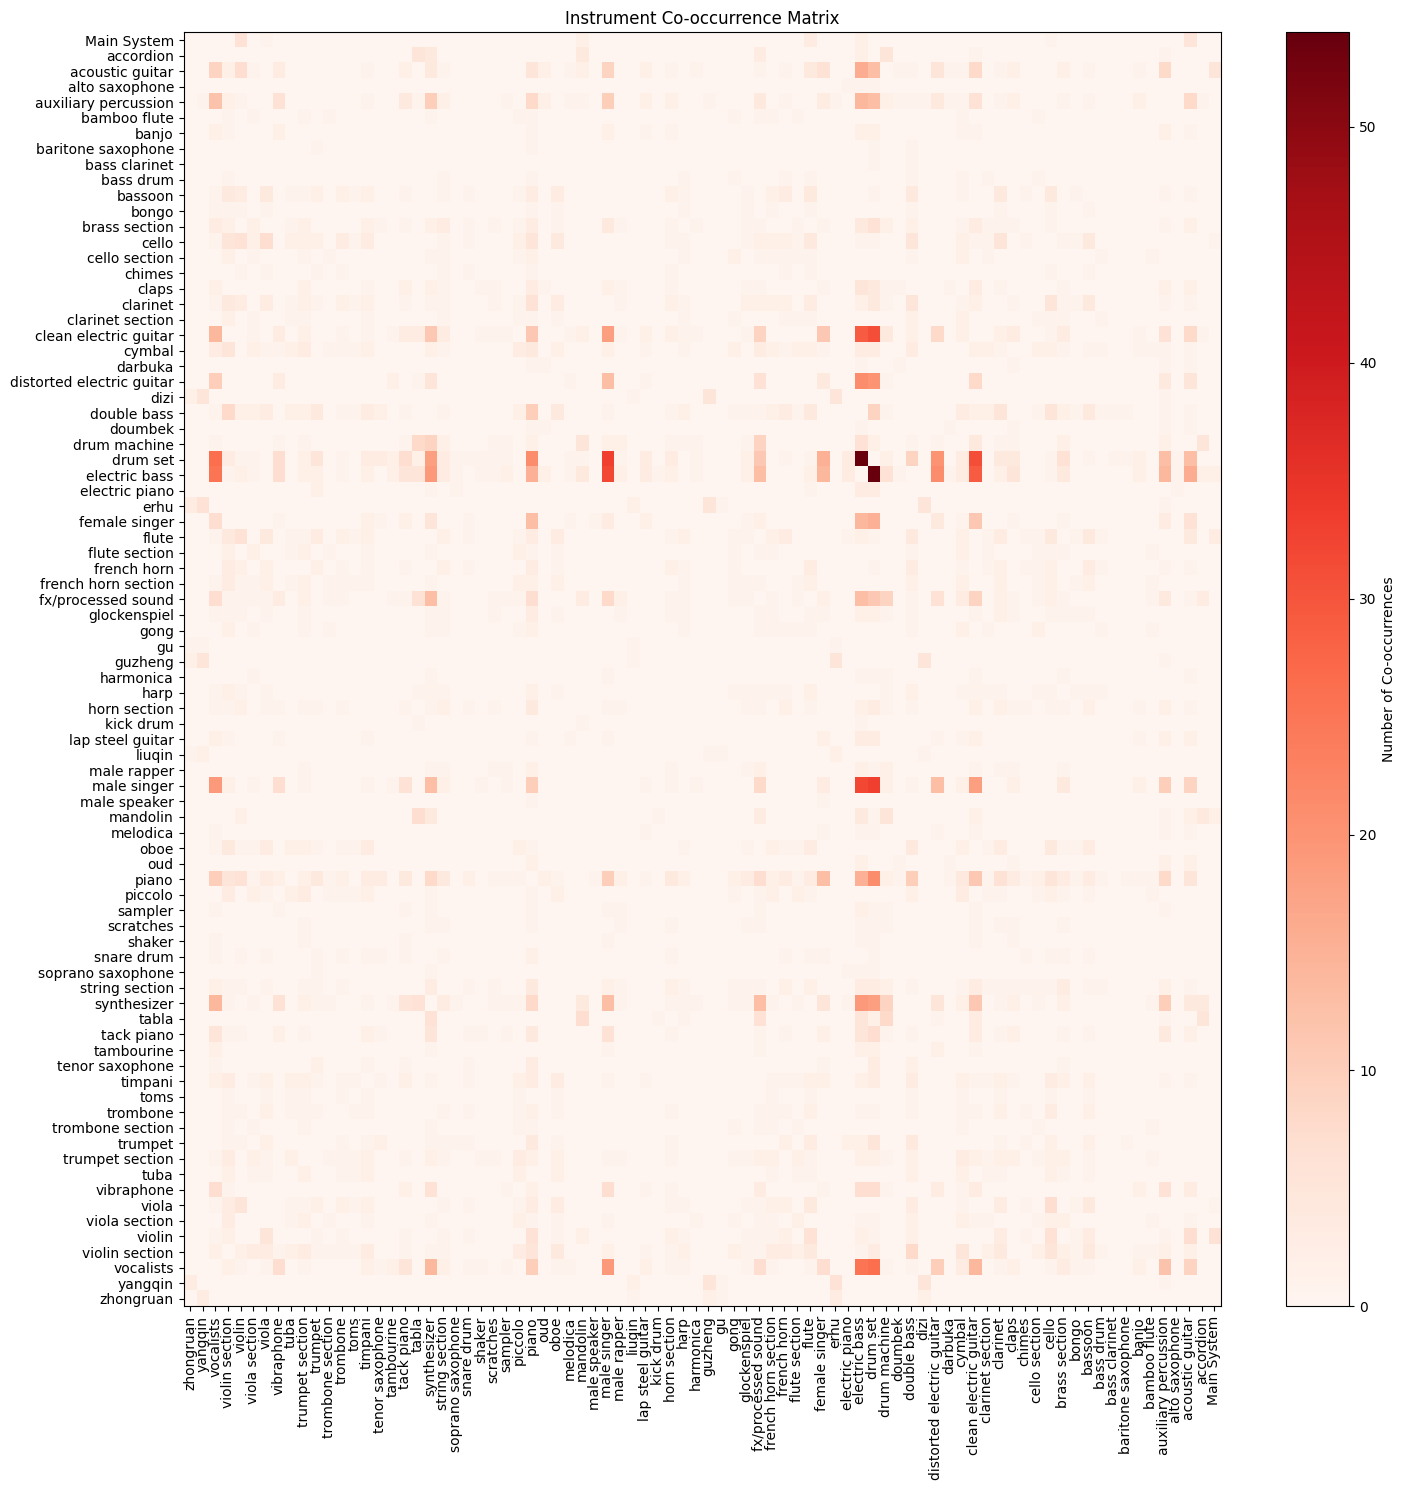 Instrument Co-occurrence Matrix
Main System
accordion
acoustic guitar
alto saxophone
auxiliary percussion
bamboo flute
banjo
baritone saxophone
bass clarinet
bass drum
bassoon
bongo
brass section
cello
cello section
chimes
claps
clarinet
clarinet section
clean electric guitar
cymbal
darbuka
distorted electric guitar
dizi
double bass
doumbek
drum machine
drum set
electric bass
electric piano
erhu
female singer
flute
flute section
french horn
french horn section
fx/processed sound
glockenspiel
gong
gu
guzheng
harmonica
harp
horn section
kick drum
lap steel guitar
liuqin
male rapper
male singer
male speaker
mandolin
melodica
oboe
oud
piano
piccolo
sampler
scratches
shaker
snare drum
soprano saxophone
string section
synthesizer
tabla
tack piano
tambourine
tenor saxophone
timpani
toms
trombone
trombone section
trumpet
trumpet section
tuba
vibraphone
viola
viola section
violin
violin section
vocalists
yangqin
zhongruan
zhongruan
yangqin
vocalists
violin section
violin
viola section
viola
vibraphone
tuba
trumpet section
trumpet
trombone section
trombone
toms
timpani
tenor saxophone
tambourine
tack piano
tabla
synthesizer
string section
soprano saxophone
snare drum
shaker
scratches
sampler
piccolo
piano
oud
oboe
melodica
mandolin
male speaker
male singer
male rapper
liuqin
lap steel guitar
kick drum
horn section
harp
harmonica
guzheng
gu
gong
glockenspiel
fx/processed sound
french horn section
french horn
flute section
flute
female singer
erhu
electric piano
electric bass
drum set
drum machine
doumbek
double bass
dizi
distorted electric guitar
darbuka
cymbal
clean electric guitar
clarinet section
clarinet
claps
chimes
cello section
cello
brass section
bongo
bassoon
bass drum
bass clarinet
baritone saxophone
banjo
bamboo flute
auxiliary percussion
alto saxophone
acoustic guitar
accordion
Main System
50
40
30
20
10
0
Number of Co-occurrences